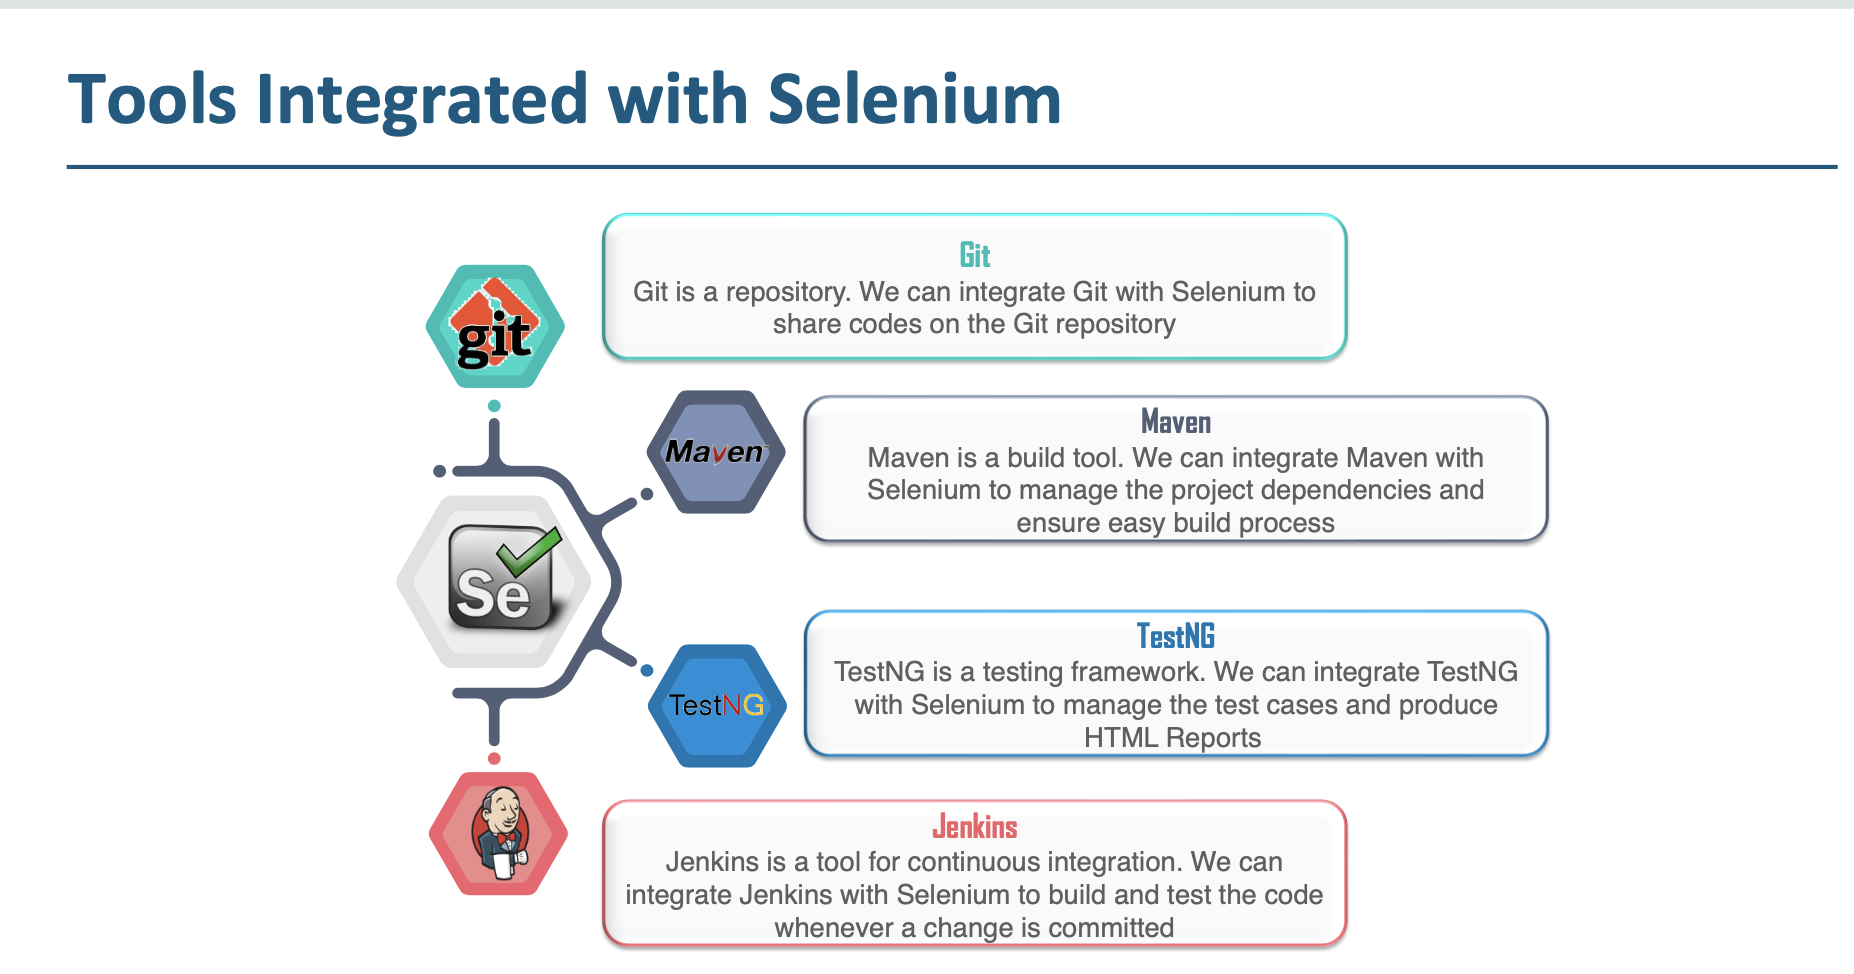 Tools Integrated with Selenium
git
Git
Git is a repository. We can integrate Git with Selenium to
share codes on the Git repository
Maven
Maven
Maven is a build tool. We can integrate Maven with
Selenium to manage the project dependencies and
ensure easy build process
Se
TestNG
TestNG
TestNG is a testing framework. We can integrate TestNG
with Selenium to manage the test cases and produce
HTML Reports
Jenkins
Jenkins is a tool for continuous integration. We can
integrate Jenkins with Selenium to build and test the code
whenever a change is committed